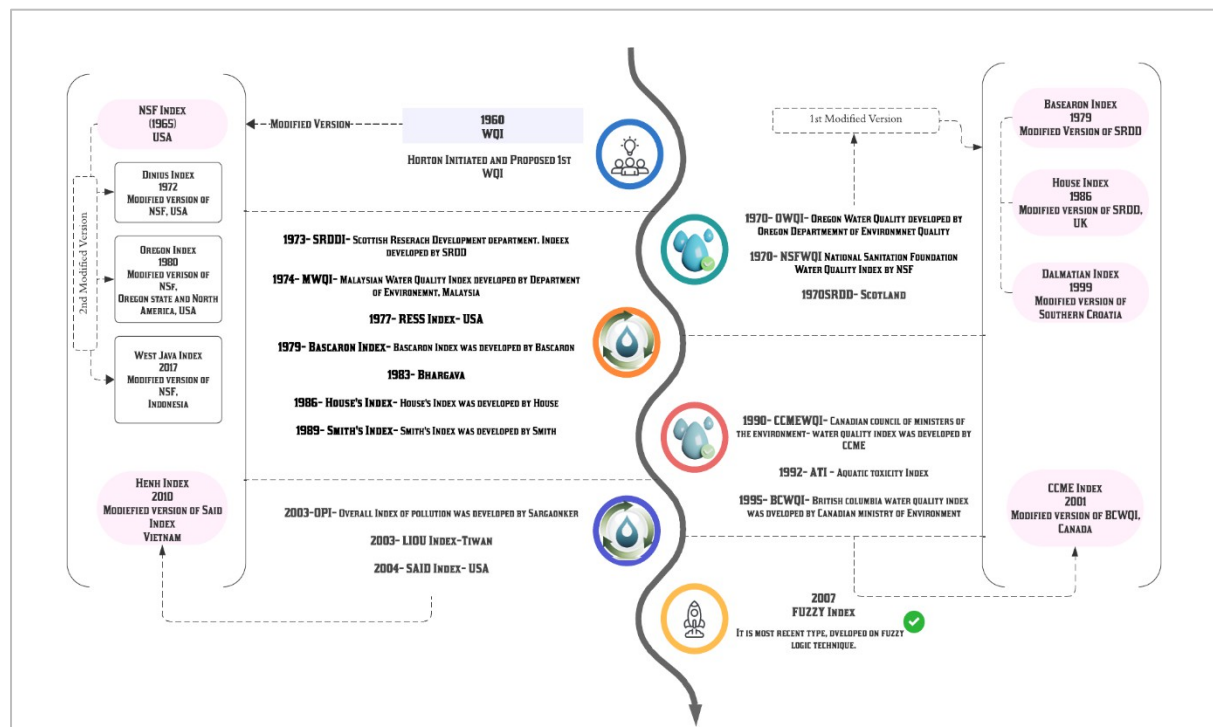 NSF Index
(1965)
USA
Modified Version
1960
WQI
Horton Initiated and Proposed 1st
WQI
2nd Modified Version
Dinius Index
1972
Modified version of
NSF, USA
Oregon Index
1980
Modified verison of
NSF,
Oregon state and North
America, USA
West Java Index
2017
Modified version of
NSF,
Indonesia
Henh Index
2010
Modiefied version of Said
Index
Vietnam
1973- SRDDI- Scottish Reserach Development department. Indeex
developed by SRDD
1974- MWQI- Malaysian Water Quality Index developed by Department
of Environemnt, Malaysia
1977- RESS Index- USA
1979- Bascaron Index- Bascaron Index was developed by Bascaron
1983- Bhargava
1986- House's Index- House's Index was developed by House
1989- Smith's Index- Smith's Index was developed by Smith
2003-OPI- Overall Index of pollution was developed by Sargaonker
2003- LIOU Index-Tiwan
2004- SAID Index- USA
1st Modified Version
1970- OWQI- Oregon Water Quality developed by
Oregon Departmemnt of Environmnet Quality
1970- NSFWQI National Sanitation Foundation
Water Quality Index by NSF
1970SRDD- Scotland
1990- CCMEWQI- Canadian council of ministers of
the environment- water quality index was developed by
CCME
1992- ATI - Aquatic toxicity Index
1995- BCWQI- British columbia water quality index
was dveloped by Canadian ministry of Environment
2007
FUZZY Index
It is most recent type, dveloped on fuzzy
logic technique.
Basearon Index
1979
Modified Version of SRDD
House Index
1986
Modified version of SRDD,
UK
Dalmatian Index
1999
Modified version of
Southern Croatia
CCME Index
2001
Modified version of BCWQI,
Canada